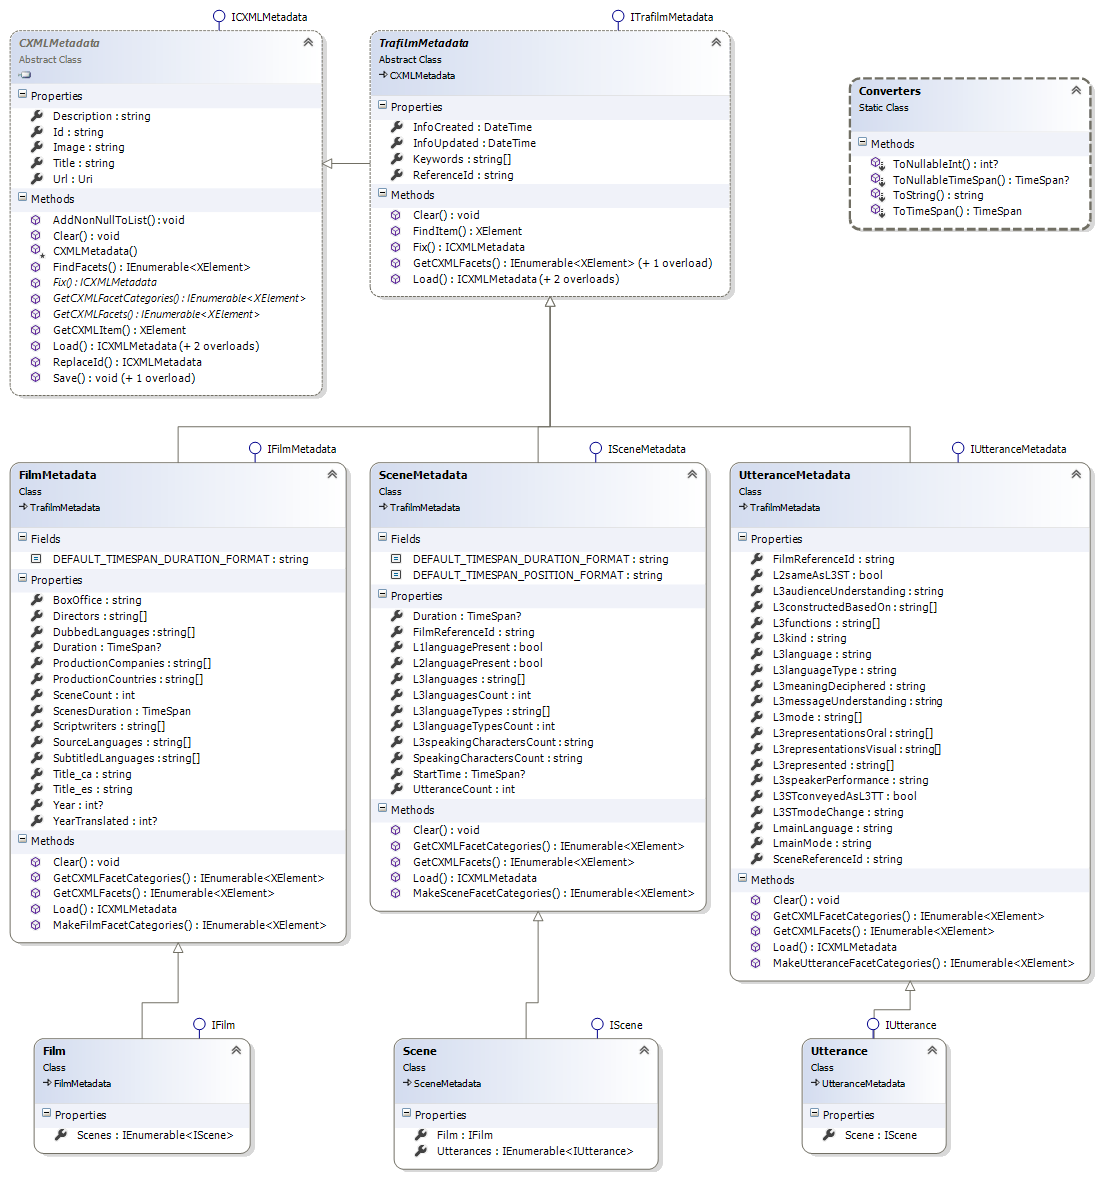 ICXMLMetadata
CXMLMetadata
Abstract Class
Properties
Description : string
Id : string
Image : string
Title : string
Url : Uri
Methods
AddNonNullToList() : void
Clear() : void
CXMLMetadata()
FindFacets() : IEnumerable<XElement>
Fix() : ICXMLMetadata
GetCXMLFacetCategories() : IEnumerable<XElement>
GetCXMLFacets() : IEnumerable<XElement>
GetCXMLItem() : XElement
Load() : ICXMLMetadata (+ 2 overloads)
ReplaceId() : ICXMLMetadata
Save() : void (+ 1 overload)
ITrafilmMetadata
TrafilmMetadata
Abstract Class
CXMLMetadata
Properties
InfoCreated : DateTime
InfoUpdated : DateTime
Keywords : string[]
ReferenceId : string
Methods
Clear() : void
FindItem() : XElement
Fix() : ICXMLMetadata
GetCXMLFacets() : IEnumerable<XElement> (+ 1 overload)
Load() : ICXMLMetadata (+ 2 overloads)
Converters
Static Class
Methods
ToNullableInt() : int?
ToNullableTimeSpan() : TimeSpan?
ToString() : string
ToTimeSpan() : TimeSpan
IFilmMetadata
FilmMetadata
Class
TrafilmMetadata
Fields
DEFAULT_TIMESPAN_DURATION_FORMAT : string
Properties
BoxOffice : string
Directors : string[]
DubbedLanguages : string[]
Duration : TimeSpan?
ProductionCompanies : string[]
ProductionCountries : string[]
SceneCount : int
ScenesDuration : TimeSpan
Scriptwriters : string[]
SourceLanguages : string[]
SubtitledLanguages : string[]
Title_ca : string
Title_es : string
Year : int?
YearTranslated : int?
Methods
Clear() : void
GetCXMLFacetCategories() : IEnumerable<XElement>
GetCXMLFacets() : IEnumerable<XElement>
Load() : ICXMLMetadata
MakeFilmFacetCategories() : IEnumerable<XElement>
ISceneMetadata
SceneMetadata
Class
TrafilmMetadata
Fields
DEFAULT_TIMESPAN_DURATION_FORMAT : string
DEFAULT_TIMESPAN_POSITION_FORMAT : string
Properties
Duration : TimeSpan?
FilmReferenceId : string
L1languagePresent : bool
L2languagePresent : bool
L3languages : string[]
L3languagesCount : int
L3languageTypes : string[]
L3languageTypesCount : int
L3speakingCharactersCount : string
SpeakingCharactersCount : string
StartTime : TimeSpan?
UtteranceCount : int
Methods
Clear() : void
GetCXMLFacetCategories() : IEnumerable<XElement>
GetCXMLFacets() : IEnumerable<XElement>
Load() : ICXMLMetadata
MakeSceneFacetCategories() : IEnumerable<XElement>
IUtteranceMetadata
UtteranceMetadata
Class
TrafilmMetadata
Properties
FilmReferenceId : string
L2sameAsL3ST : bool
L3audienceUnderstanding : string
L3constructedBasedOn : string[]
L3functions : string[]
L3kind : string
L3language : string
L3languageType : string
L3meaningDeciphered : string
L3messageUnderstanding : string
L3mode : string[]
L3representationsOral : string[]
L3representationsVisual : string[]
L3represented : string[]
L3speakerPerformance : string
L3STconveyedAsL3TT : bool
L3STmodeChange : string
LmainLanguage : string
LmainMode : string
SceneReferenceId : string
Methods
Clear() : void
GetCXMLFacetCategories() : IEnumerable<XElement>
GetCXMLFacets() : IEnumerable<XElement>
Load() : ICXMLMetadata
MakeUtteranceFacetCategories() : IEnumerable<XElement>
IFilm
Film
Class
FilmMetadata
Properties
Scenes : IEnumerable<IScene>
IScene
Scene
Class
SceneMetadata
Properties
Film : IFilm
Utterances : IEnumerable<IUtterance>
IUtterance
Utterance
Class
UtteranceMetadata
Properties
Scene : IScene